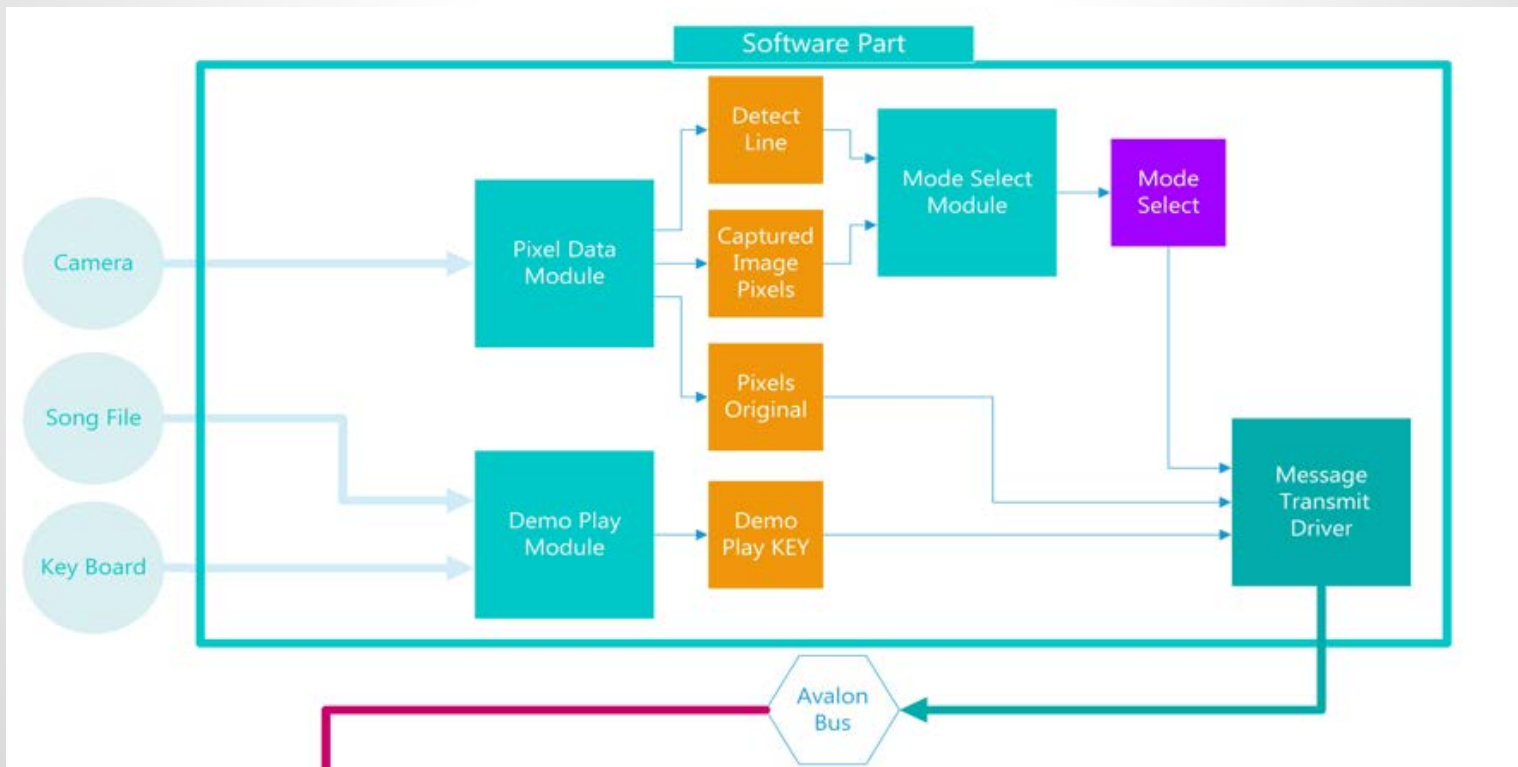 Software Part
Detect
Line
Mode Select
Module
Mode
Select
Camera
Pixel Data
Module
Captured
Image
Pixels
Pixels
Original
Song File
Message
Transmit
Driver
Demo Play
Module
Demo
Play KEY
Key Board
Avalon
Bus